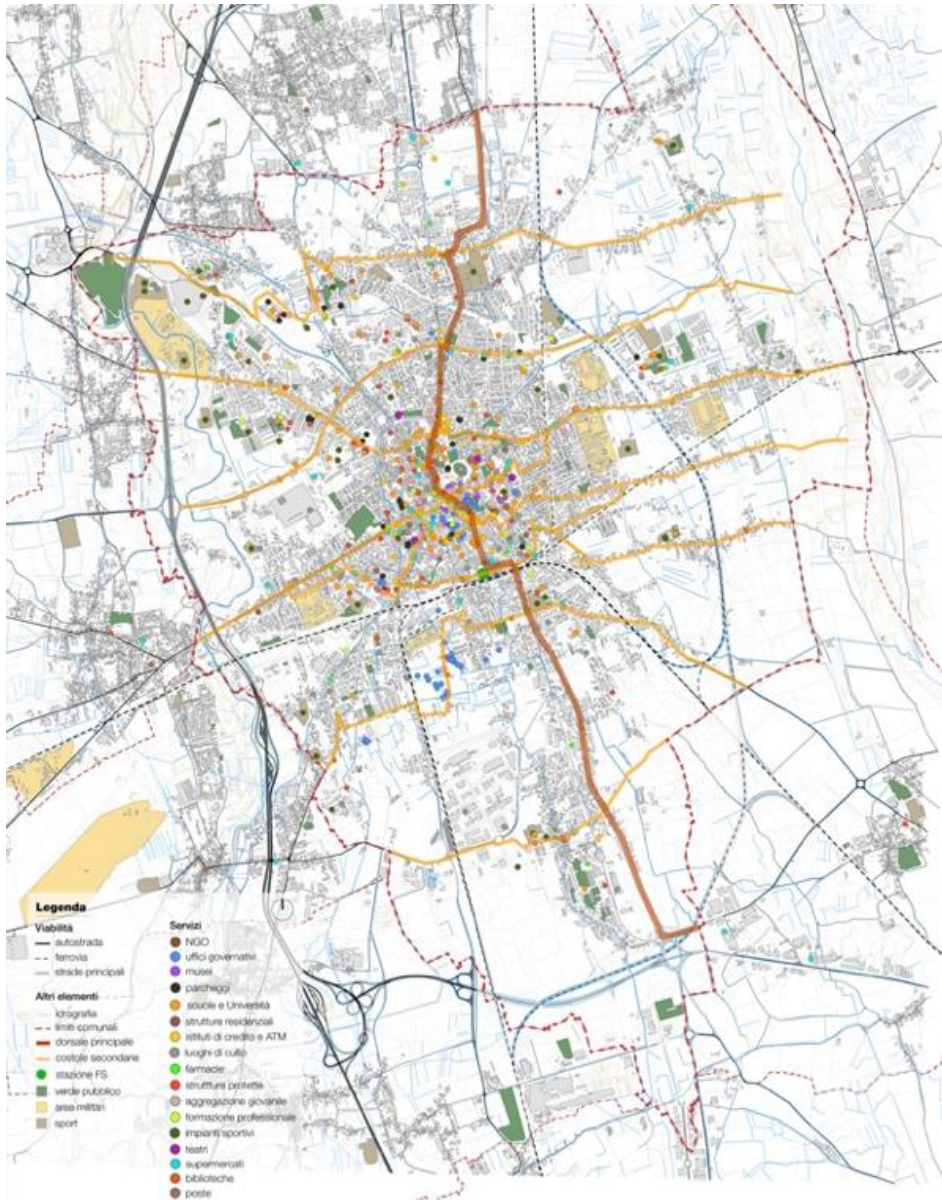 Legenda
Viabilità
autostrada
ferrovia
strade principali
Altri elementi
idrografia
limiti comunali
dorsale principale
costole secondarie
stazione FS
verde pubblico
aree militari
sport
Servizi
NGO
uffici governativi
musei
parcheggi
scuole e Università
strutture residenziali
istituti di credito e ATM
luoghi di culto
farmacie
struttture protette
aggregazione giovanile
formazione professionale
impianti sportivi
teatri
supermercati
biblioteche
poste